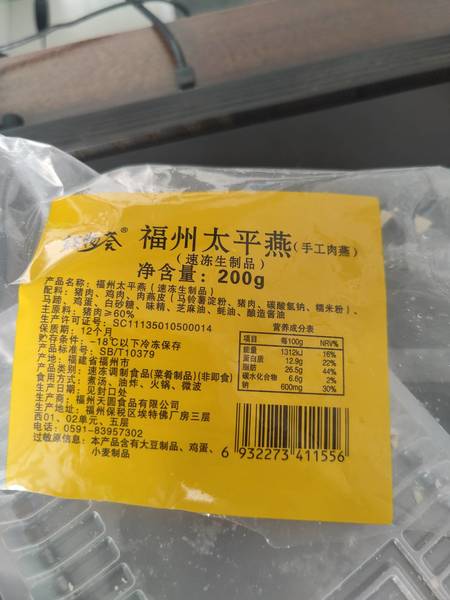 福州太平燕(手工肉燕)
(速冻生制品)
净含量: 200g
产品名称: 福州太平燕(速冻生制品)
配料: 猪肉、鸡肉、肉燕皮(马铃薯淀粉、猪肉、碳酸氢钠、糯米粉)、
马蹄、鸡蛋、白砂糖、味精、芝麻油、蚝油、酿造酱油
主原料: 猪肉≥60%
生产许可证号: SC11135010500014
保质期: 12个月
贮存条件: -18℃以下冷冻保存
产品标准号: SB/T10379
产地: 福建省福州市
产品类别: 速冻调制食品(菜肴制品)(非即食)
食用方式: 煮汤、油炸、火锅、微波
生产日期: 见封口处
生产商: 福州天圆食品有限公司
生产地址: 福州保税区埃特佛厂房三层
01、02单元、五层
电话: 0591-83957302
过敏原信息: 本产品含有大豆制品、鸡蛋、
小麦制品
营养成分表
项目 每100g NRV%
能量 1312kJ 16%
蛋白质 12.9g 22%
脂肪 26.5g 44%
碳水化合物 6.6g 2%
钠 600mg 30%
6 932273 411556